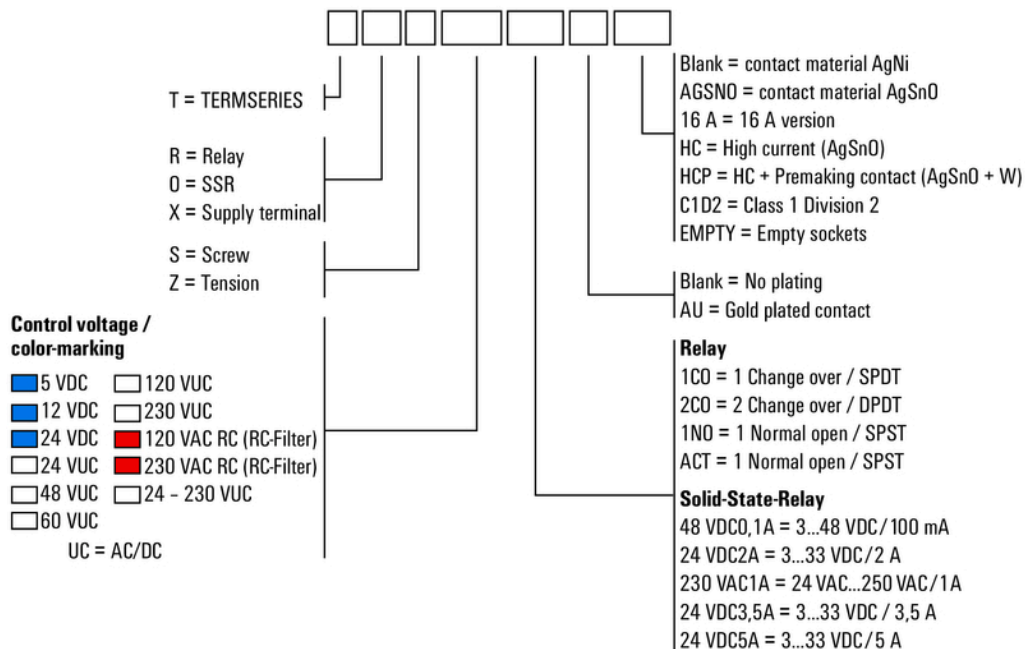 T = TERMSERIES
R = Relay
O = SSR
X = Supply terminal
S = Screw
Z = Tension
Control voltage /
color-marking
5 VDC
12 VDC
24 VDC
24 VUC
48 VUC
60 VUC
120 VUC
230 VUC
120 VAC RC (RC-Filter)
230 VAC RC (RC-Filter)
24 – 230 VUC
UC = AC/DC
Blank = contact material AgNi
AGSNO = contact material AgSnO
16 A = 16 A version
HC = High current (AgSnO)
HCP = HC + Premaking contact (AgSnO + W)
C1D2 = Class 1 Division 2
EMPTY = Empty sockets
Blank = No plating
AU = Gold plated contact
Relay
1CO = 1 Change over / SPDT
2CO = 2 Change over / DPDT
1NO = 1 Normal open / SPST
ACT = 1 Normal open / SPST
Solid-State-Relay
48 VDC0,1A = 3...48 VDC/100 mA
24 VDC2A = 3...33 VDC/2 A
230 VAC1A = 24 VAC...250 VAC/1A
24 VDC3,5A = 3...33 VDC / 3,5 A
24 VDC5A = 3...33 VDC/5 A